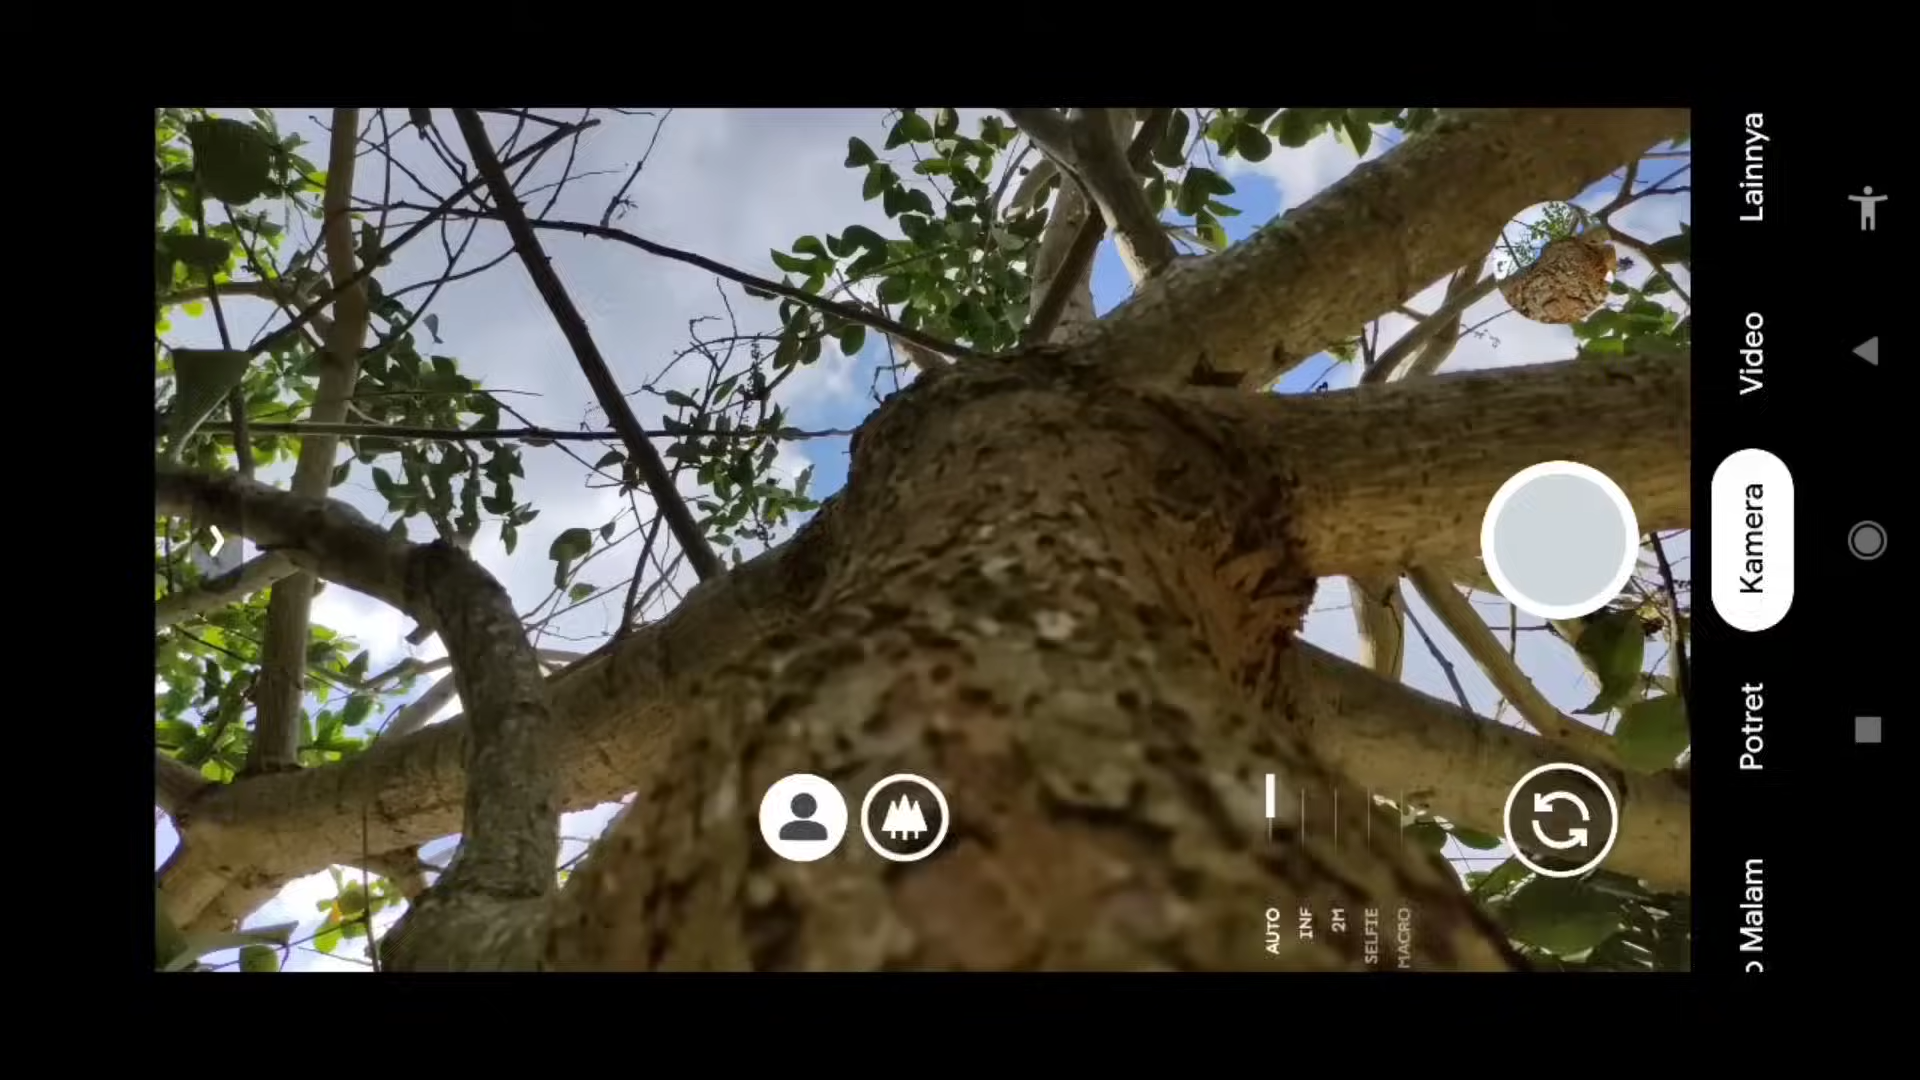 Lainnya
Video
Kamera
Potret
o Malam
AUTO
INF
2M
SELFIE
MACRO